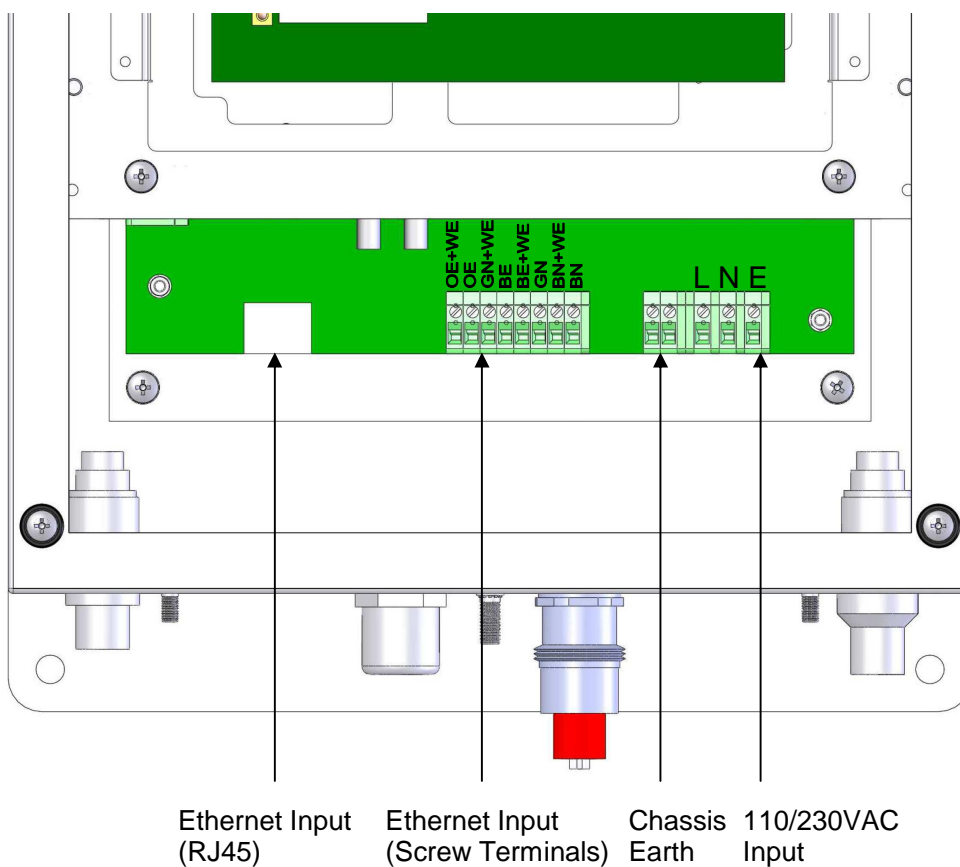 OE+WE
OE
GN+WE
BE
BE+WE
GN
BN+WE
BN
L N E
Ethernet Input
(RJ45)
Ethernet Input
(Screw Terminals)
Chassis
Earth
110/230VAC
Input